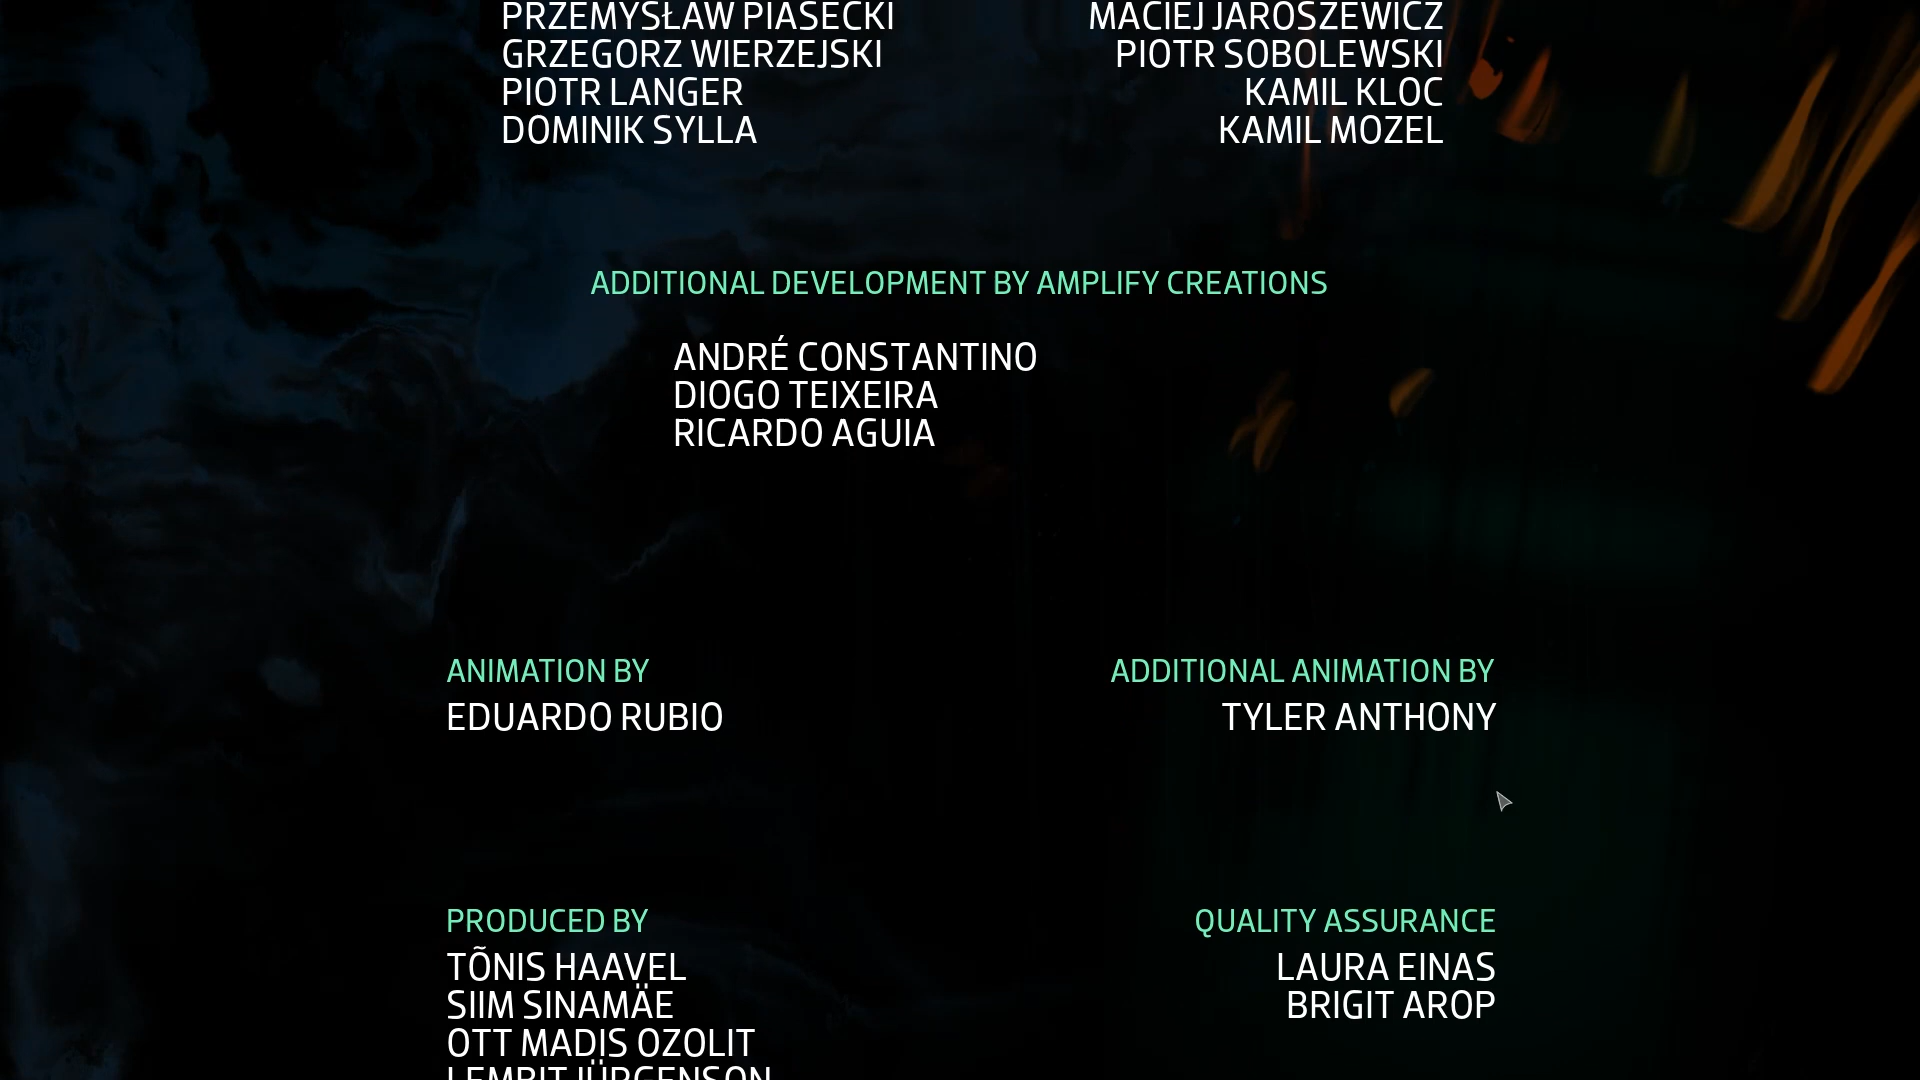 PRZEMYSŁAW PIASECKI
GRZEGORZ WIERZEJSKI
PIOTR LANGER
DOMINIK SYLLA
MACIEJ JAROSZEWICZ
PIOTR SOBOLEWSKI
KAMIL KLOC
KAMIL MOZEL
ADDITIONAL DEVELOPMENT BY AMPLIFY CREATIONS
ANDRÉ CONSTANTINO
DIOGO TEIXEIRA
RICARDO AGUIA
ANIMATION BY
EDUARDO RUBIO
ADDITIONAL ANIMATION BY
TYLER ANTHONY
PRODUCED BY
TÕNIS HAAVEL
SIIM SINAMÄE
OTT MADIS OZOLIT
LEMBIT JÜRGENSON
QUALITY ASSURANCE
LAURA EINAS
BRIGIT AROP